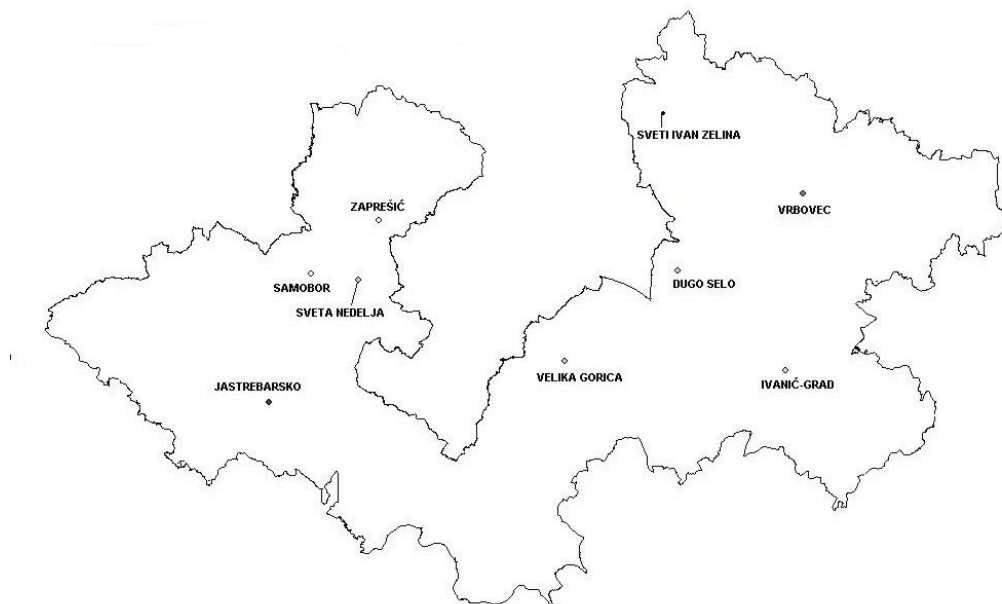 SVETI IVAN ZELINA
ZAPREŠIĆ
VRBOVEC
SAMOBOR
DUGO SELO
SVETA NEDELJA
VELIKA GORICA
JASTREBARSKO
IVANIĆ-GRAD